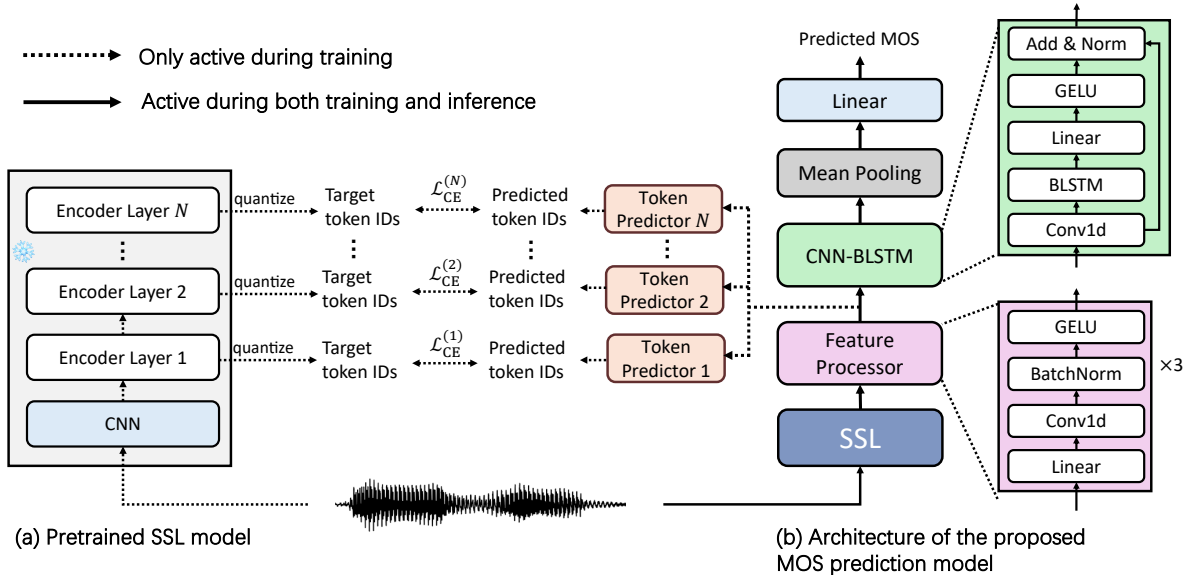 Only active during training
Active during both training and inference
Encoder Layer N
quantize
Target
token IDs
ℒ_CE^(N)
Predicted
token IDs
Token
Predictor N
Encoder Layer 2
quantize
Target
token IDs
ℒ_CE^(2)
Predicted
token IDs
Token
Predictor 2
Encoder Layer 1
quantize
Target
token IDs
ℒ_CE^(1)
Predicted
token IDs
Token
Predictor 1
CNN
(a) Pretrained SSL model
Predicted MOS
Linear
Mean Pooling
CNN-BLSTM
Feature
Processor
SSL
Add & Norm
GELU
Linear
BLSTM
Conv1d
GELU
BatchNorm
Conv1d
Linear
×3
(b) Architecture of the proposed
MOS prediction model